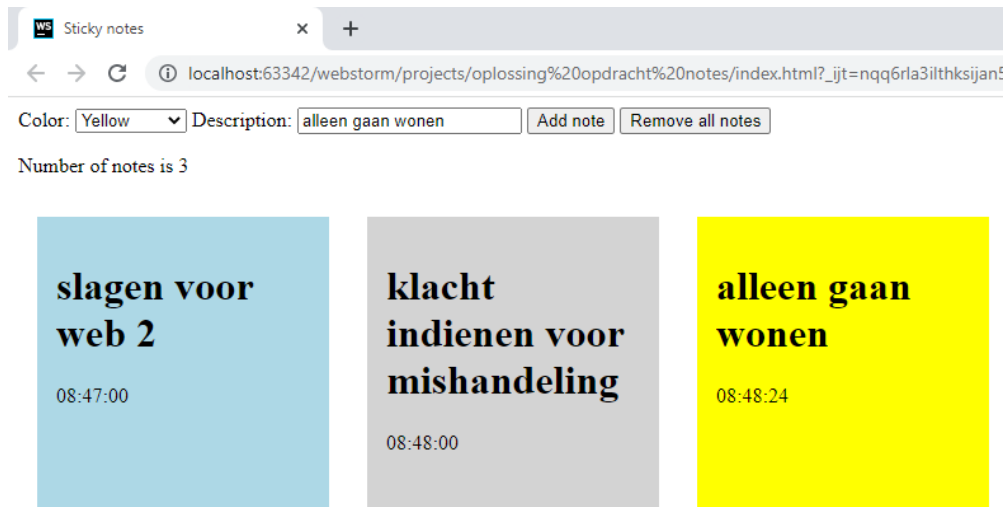 WS Sticky notes
localhost:63342/webstorm/projects/oplossing%20opdracht%20notes/index.html?_ijt=nqq6rla3ilthksijan5
Color: Yellow Description: alleen gaan wonen Add note Remove all notes
Number of notes is 3
slagen voor
web 2
08:47:00
klacht
indienen voor
mishandeling
08:48:00
alleen gaan
wonen
08:48:24